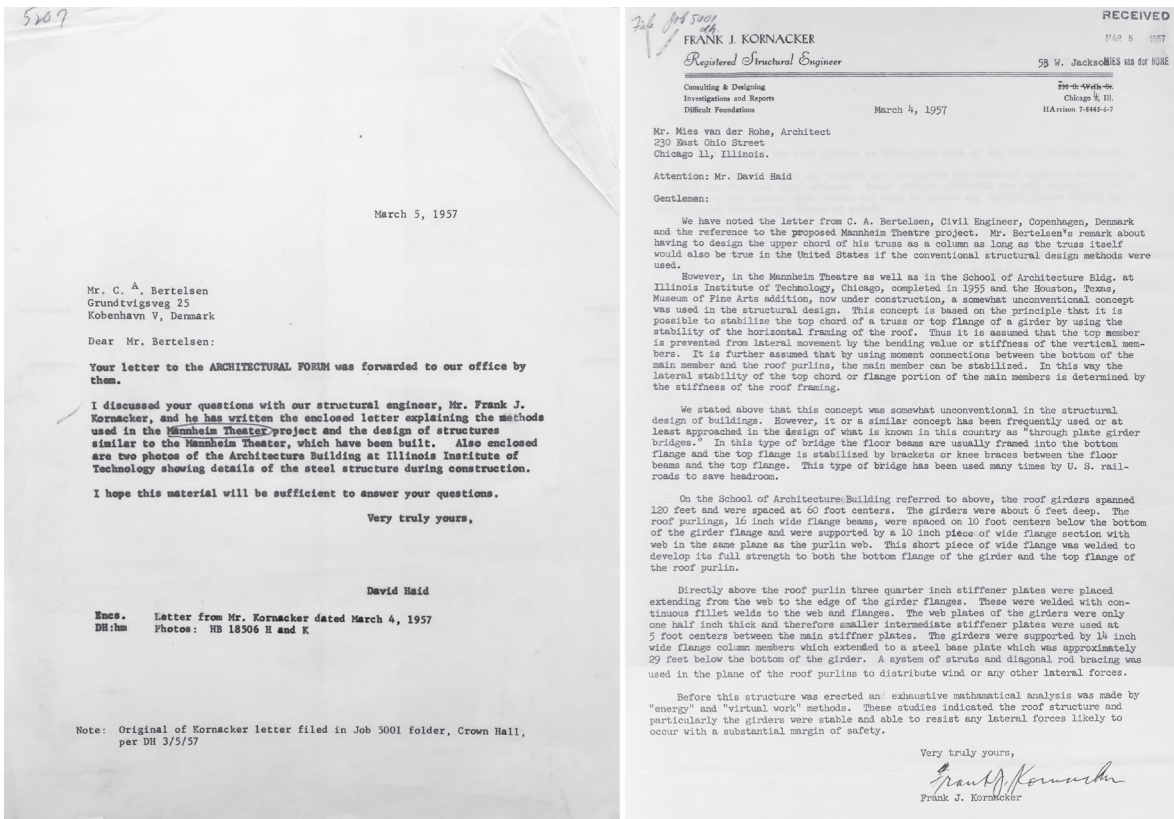 5207
March 5, 1957
Mr. C. A. Bertelsen
Grundtvigsveg 25
Kobenhavn V, Denmark
Dear Mr. Bertelsen:
Your letter to the ARCHITECTURAL FORUM was forwarded to our office by
them.
I discussed your questions with our structural engineer, Mr. Frank J.
Kornacker, and he has written the enclosed letter explaining the methods
used in the Mannheim Theater project and the design of structures
similar to the Mannheim Theater, which have been built. Also enclosed
are two photos of the Architecture Building at Illinois Institute of
Technology showing details of the steel structure during construction.
I hope this material will be sufficient to answer your questions.
Very truly yours,
David Haid
Encs. Letter from Mr. Kornacker dated March 4, 1957
DH:hm Photos: HB 18506 H and K
Note: Original of Kornacker letter filed in Job 5001 folder, Crown Hall,
per DH 3/5/57
File Job 5001
dh.
RECEIVED
MAR 5 1957
MIES van der ROHE
FRANK J. KORNACKER
Registered Structural Engineer
53 W. Jackson
Consulting & Designing
Investigations and Reports
Difficult Foundations
Chicago 4, Ill.
HArrison 7-8445-6-7
March 4, 1957
Mr. Mies van der Rohe, Architect
230 East Ohio Street
Chicago 11, Illinois.
Attention: Mr. David Haid
Gentlemen:
We have noted the letter from C. A. Bertelsen, Civil Engineer, Copenhagen, Denmark
and the reference to the proposed Mannheim Theatre project. Mr. Bertelsen's remark about
having to design the upper chord of his truss as a column as long as the truss itself
would also be true in the United States if the conventional structural design methods were
used.
However, in the Mannheim Theatre as well as in the School of Architecture Bldg. at
Illinois Institute of Technology, Chicago, completed in 1955 and the Houston, Texas,
Museum of Fine Arts addition, now under construction, a somewhat unconventional concept
was used in the structural design. This concept is based on the principle that it is
possible to stabilize the top chord of a truss or top flange of a girder by using the
stability of the horizontal framing of the roof. Thus it is assumed that the top member
is prevented from lateral movement by the bending value or stiffness of the vertical mem-
bers. It is further assumed that by using moment connections between the bottom of the
main member and the roof purlins, the main member can be stabilized. In this way the
lateral stability of the top chord or flange portion of the main members is determined by
the stiffness of the roof framing.
We stated above that this concept was somewhat unconventional in the structural
design of buildings. However, it or a similar concept has been frequently used or at
least approached in the design of what is known in this country as "through plate girder
bridges." In this type of bridge the floor beams are usually framed into the bottom
flange and the top flange is stabilized by brackets or knee braces between the floor
beams and the top flange. This type of bridge has been used many times by U. S. rail-
roads to save headroom.
On the School of Architecture Building referred to above, the roof girders spanned
120 feet and were spaced at 60 foot centers. The girders were about 6 feet deep. The
roof purlings, 16 inch wide flange beams, were spaced on 10 foot centers below the bottom
of the girder flange and were supported by a 10 inch piece of wide flange section with
web in the same plane as the purlin web. This short piece of wide flange was welded to
develop its full strength to both the bottom flange of the girder and the top flange of
the roof purlin.
Directly above the roof purlin three quarter inch stiffener plates were placed
extending from the web to the edge of the girder flanges. These were welded with con-
tinuous fillet welds to the web and flanges. The web plates of the girders were only
one half inch thick and therefore smaller intermediate stiffener plates were used at
5 foot centers between the main stiffner plates. The girders were supported by 14 inch
wide flange column members which extended to a steel base plate which was approximately
29 feet below the bottom of the girder. A system of struts and diagonal rod bracing was
used in the plane of the roof purlins to distribute wind or any other lateral forces.
Before this structure was erected and exhaustive mathamatical analysis was made by
"energy" and "virtual work" methods. These studies indicated the roof structure and
particularly the girders were stable and able to resist any lateral forces likely to
occur with a substantial margin of safety.
Very truly yours,
Frank J. Kornacker
Frank J. Kornacker